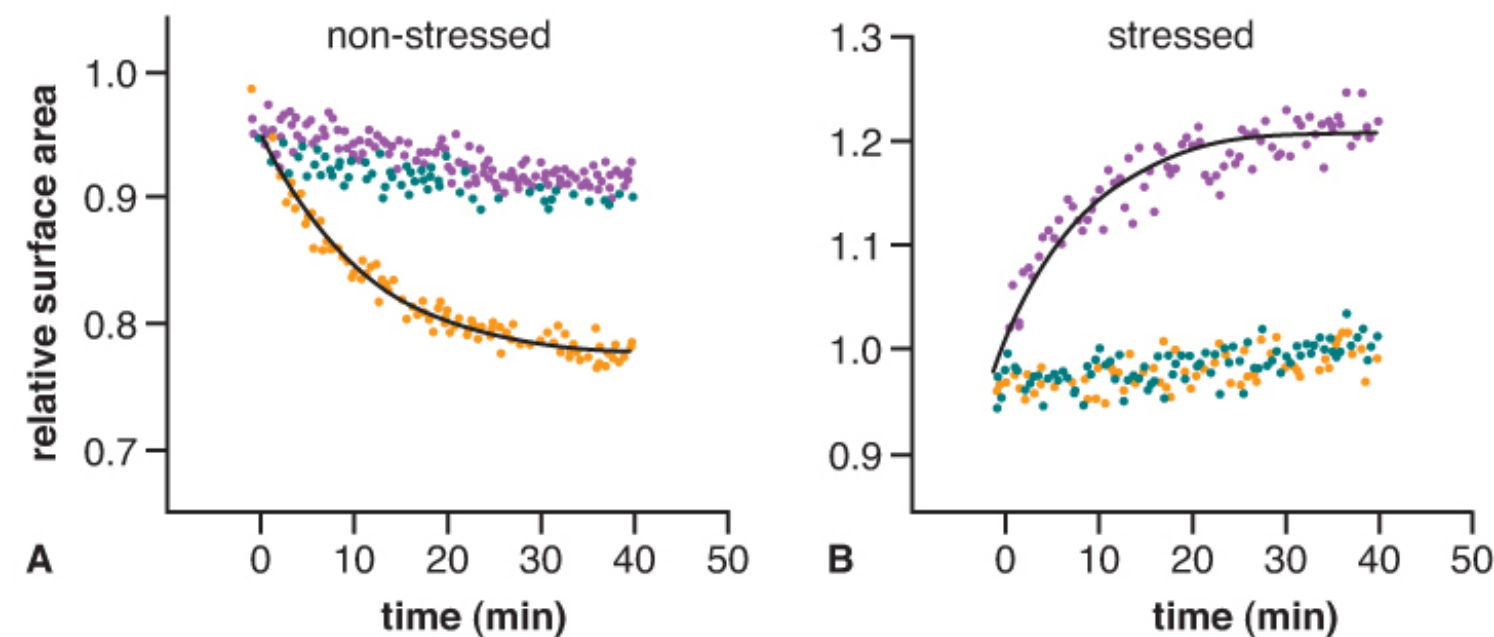 non-stressed
relative surface area
1.0
0.9
0.8
0.7
0 10 20 30 40 50
A
time (min)
stressed
1.3
1.2
1.1
1.0
0.9
0 10 20 30 40 50
B
time (min)